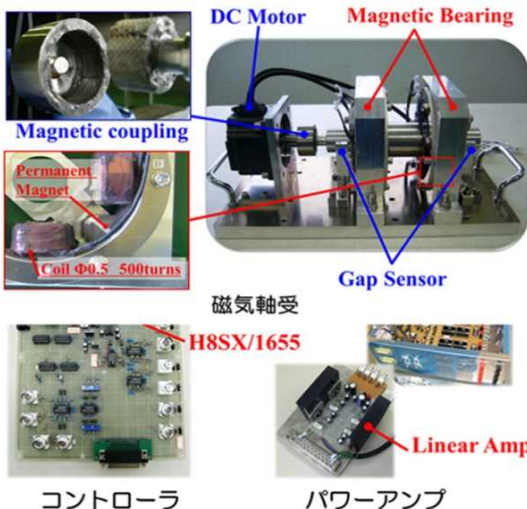 DC Motor
Magnetic Bearing
Magnetic coupling
Permanent
Magnet
Coil Φ0.5 500turns
Gap Sensor
磁気軸受
H8SX/1655
Linear Amp
コントローラ
パワーアンプ